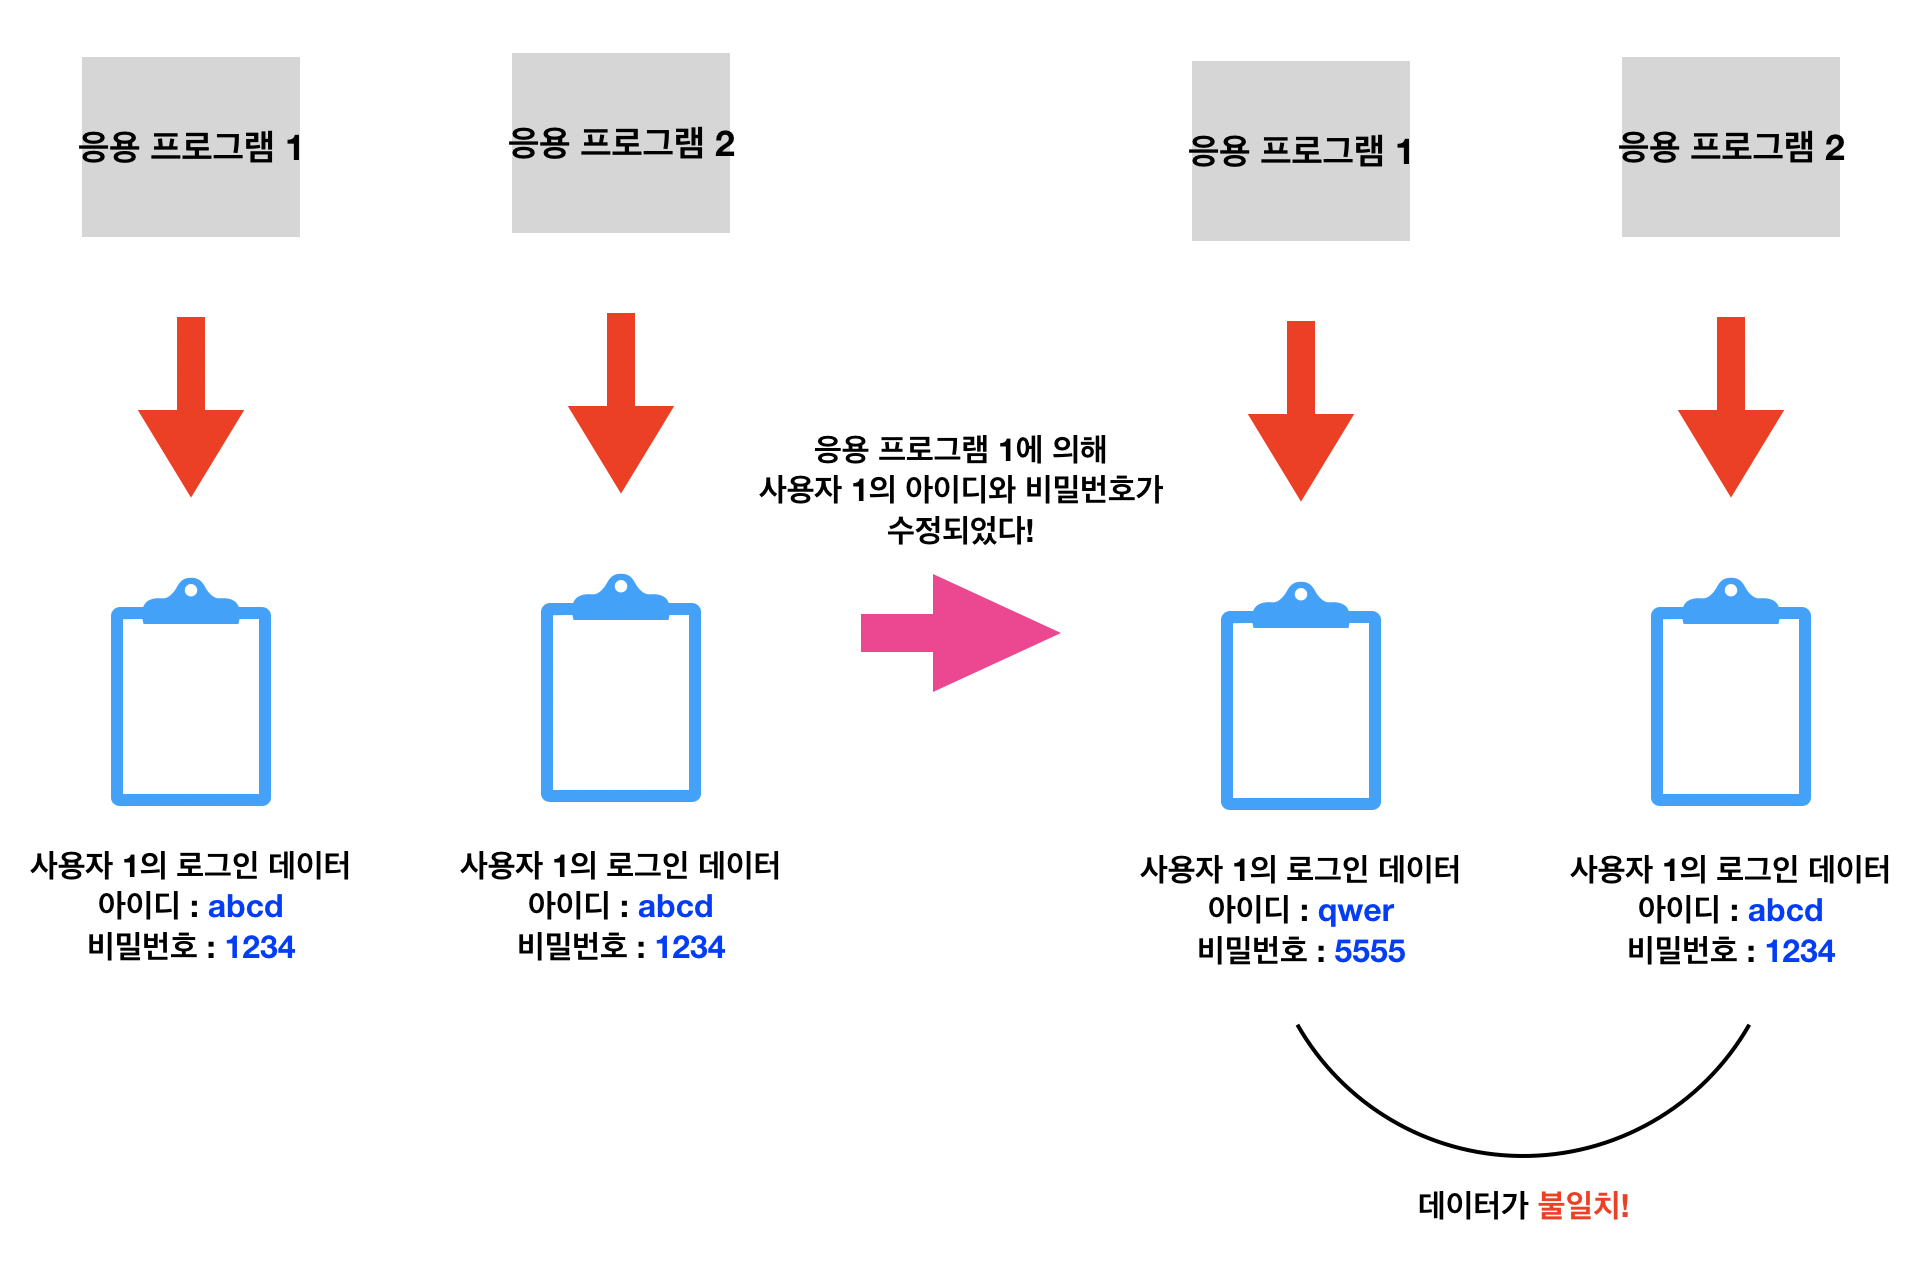 응용 프로그램 1
응용 프로그램 2
응용 프로그램 1
응용 프로그램 2
응용 프로그램 1에 의해
사용자 1의 아이디와 비밀번호가
수정되었다!
사용자 1의 로그인 데이터
아이디 : abcd
비밀번호 : 1234
사용자 1의 로그인 데이터
아이디 : abcd
비밀번호 : 1234
사용자 1의 로그인 데이터
아이디 : qwer
비밀번호 : 5555
사용자 1의 로그인 데이터
아이디 : abcd
비밀번호 : 1234
데이터가 불일치!